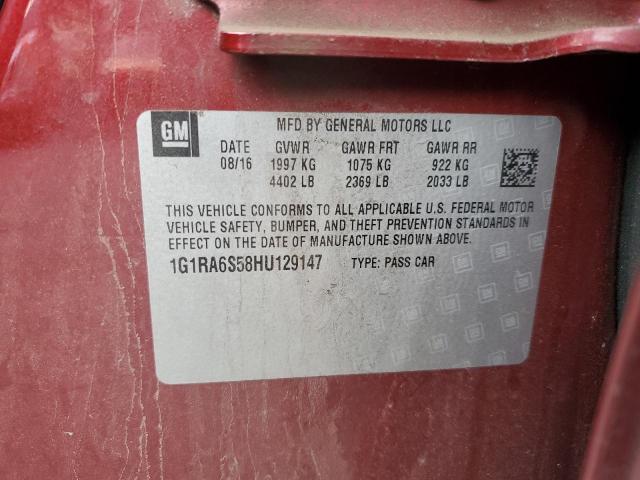 GM
MFD BY GENERAL MOTORS LLC
DATE GVWR GAWR FRT GAWR RR
08/16 1997 KG 1075 KG 922 KG
4402 LB 2369 LB 2033 LB
THIS VEHICLE CONFORMS TO ALL APPLICABLE U.S. FEDERAL MOTOR
VEHICLE SAFETY, BUMPER, AND THEFT PREVENTION STANDARDS IN
EFFECT ON THE DATE OF MANUFACTURE SHOWN ABOVE.
1G1RA6S58HU129147 TYPE: PASS CAR